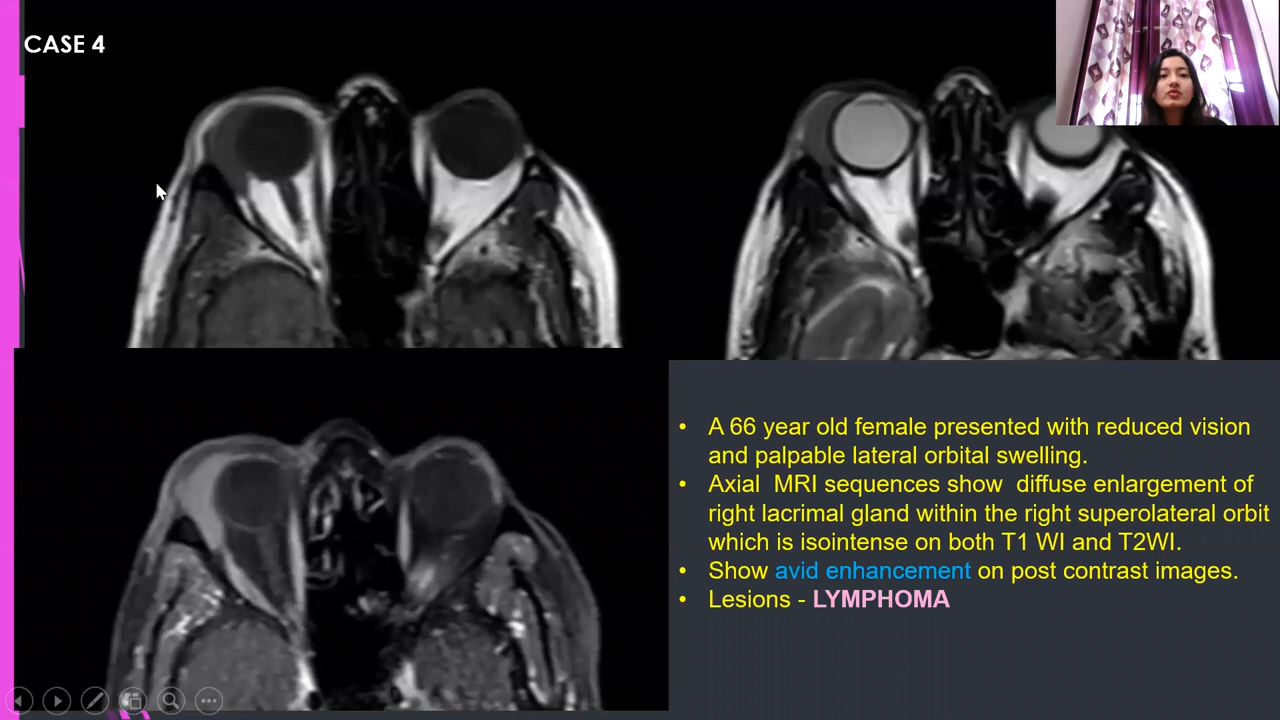 CASE 4
• A 66 year old female presented with reduced vision
and palpable lateral orbital swelling.
• Axial MRI sequences show diffuse enlargement of
right lacrimal gland within the right superolateral orbit
which is isointense on both T1 WI and T2WI.
• Show avid enhancement on post contrast images.
• Lesions - LYMPHOMA